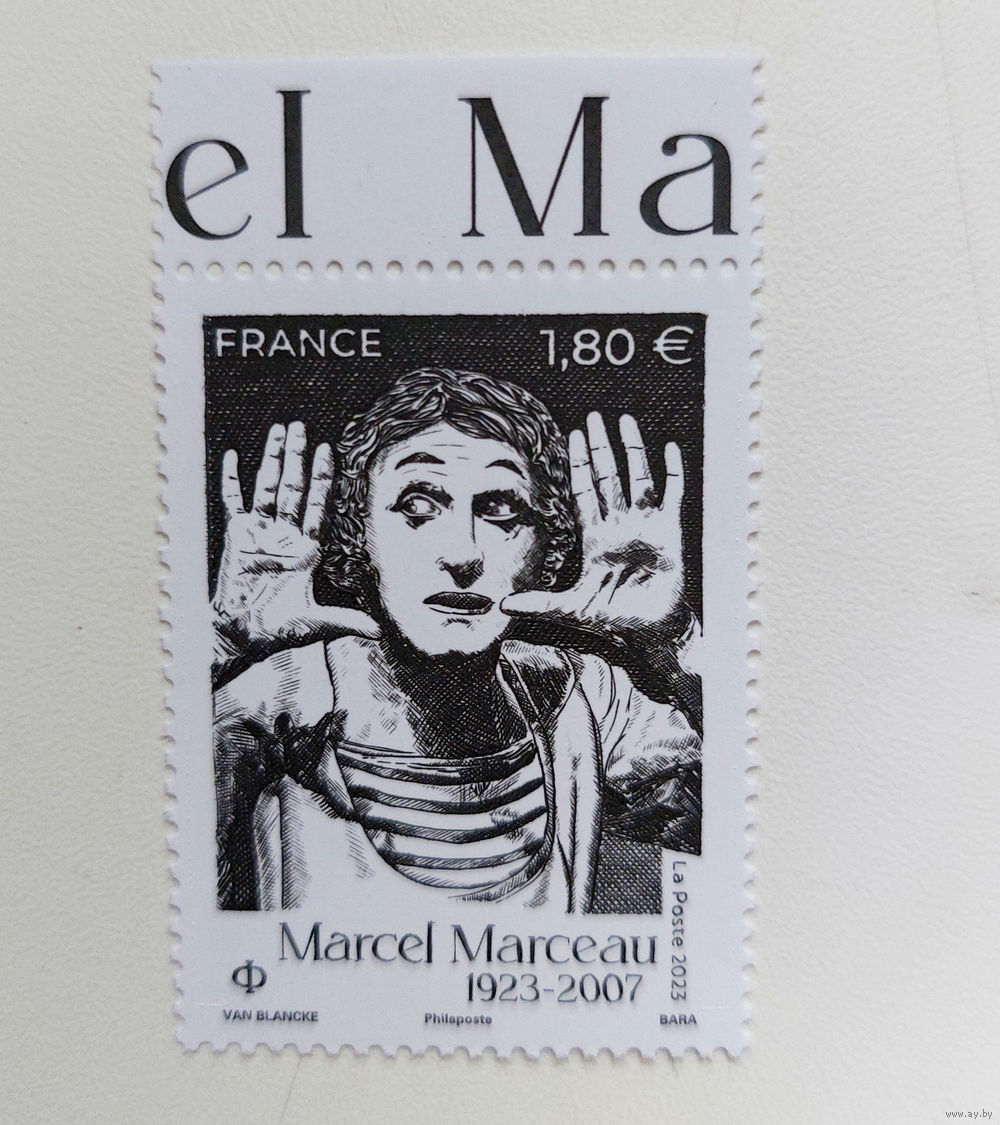 el Ma
FRANCE 1,80 €
La Poste 2023
Marcel Marceau
1923-2007
VAN BLANCKE Philaposte BARA
www.ay.by